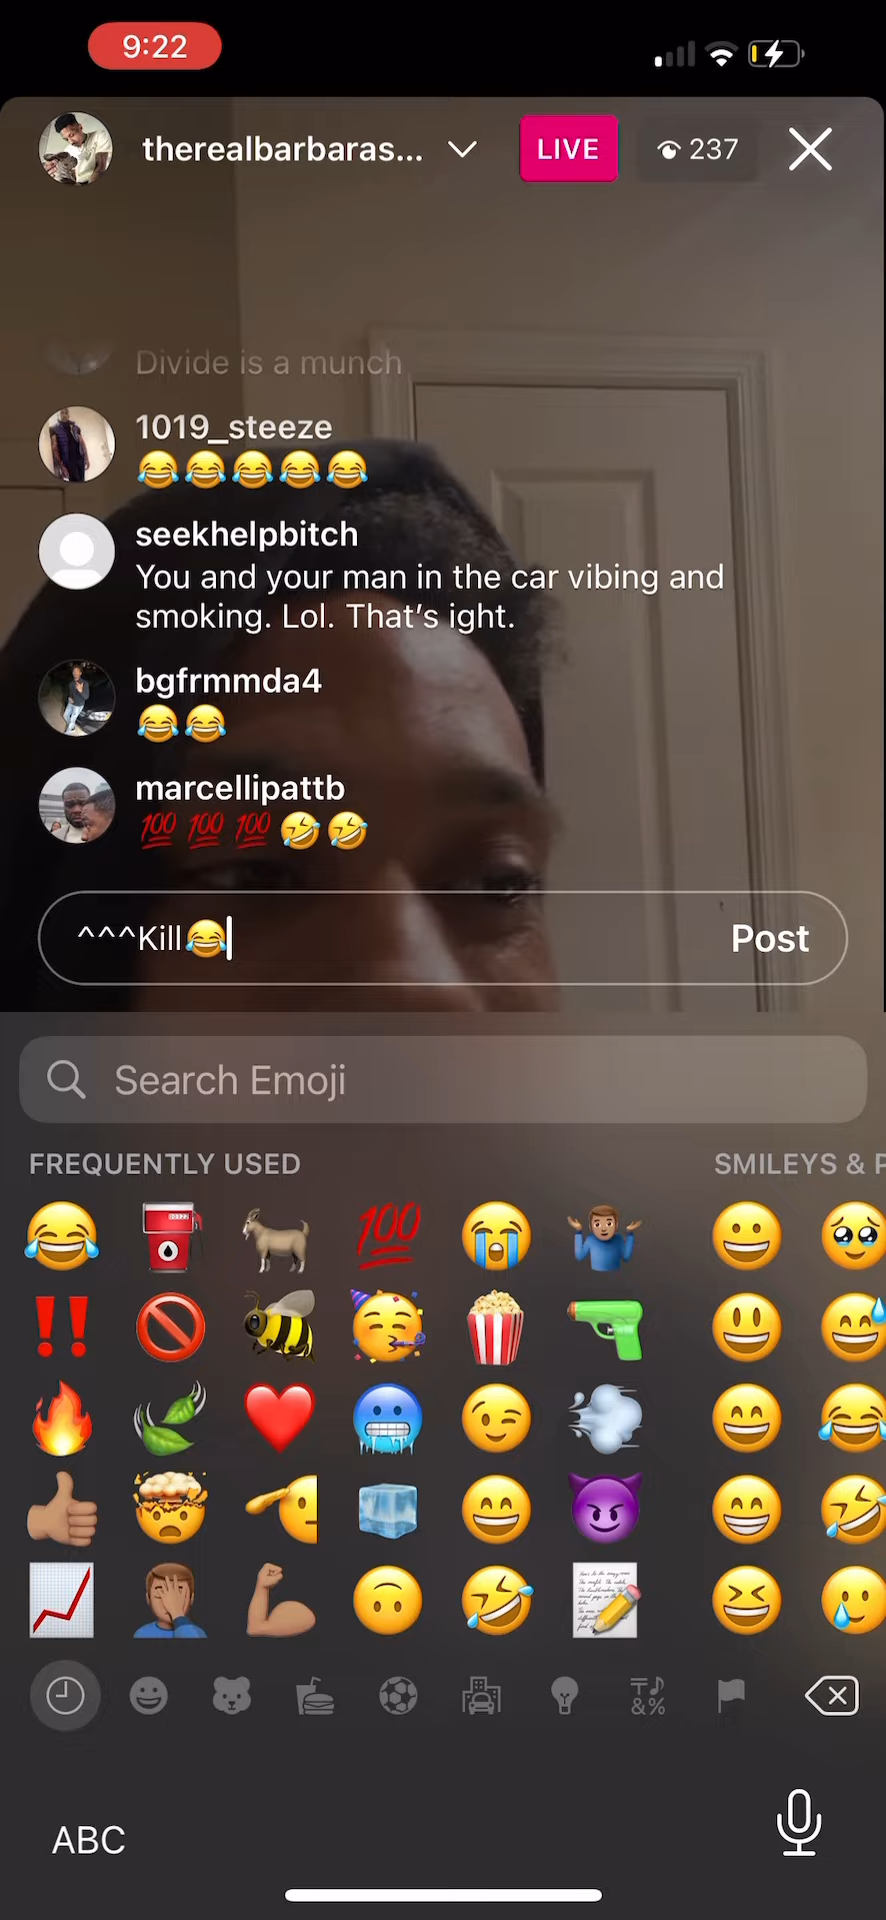 9:22
therealbarbaras...
LIVE
237
Divide is a munch
1019_steeze
😂😂😂😂😂
seekhelpbitch
You and your man in the car vibing and
smoking. Lol. That's ight.
bgfrmmda4
😂😂
marcellipattb
💯💯💯🤣🤣
^^^Kill😂
Post
Search Emoji
FREQUENTLY USED
SMILEYS & P
ABC